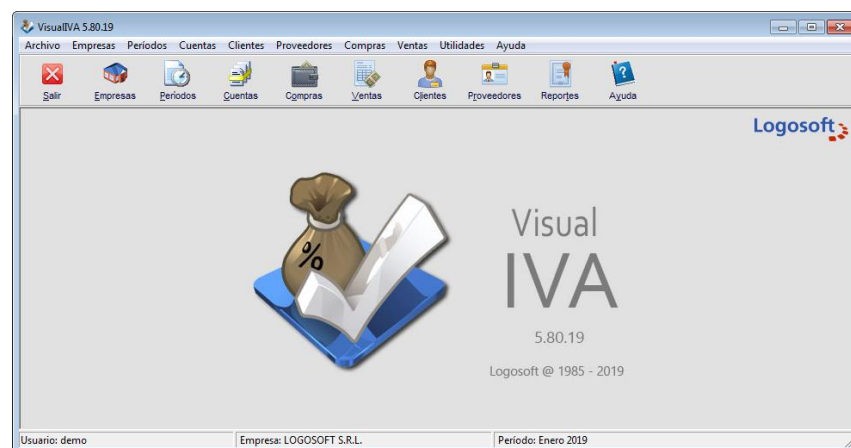 VisualIVA 5.80.19
Archivo Empresas Períodos Cuentas Clientes Proveedores Compras Ventas Utilidades Ayuda
Salir Empresas Períodos Cuentas Compras Ventas Clientes Proveedores Reportes Ayuda
Logosoft
%
Visual
IVA
5.80.19
Logosoft @ 1985 - 2019
Usuario: demo Empresa: LOGOSOFT S.R.L. Período: Enero 2019